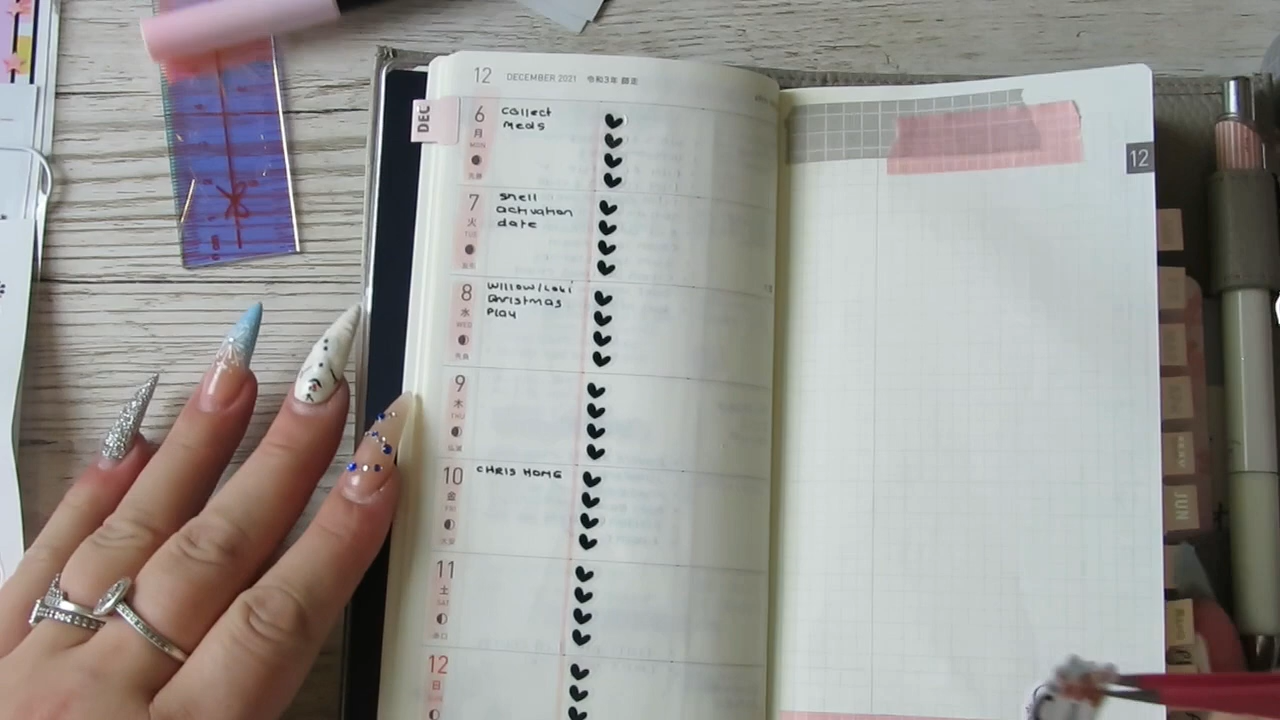 12 DECEMBER 2021 令和3年 師走
DEC
6 月 MON
collect
meds
7 火 TUE
shell
activation
date
8 水 WED
willow/Loki
Christmas
Play
9 木 THU
10 金 FRI
CHRIS HOME
11 土 SAT
12 日
12
JUN